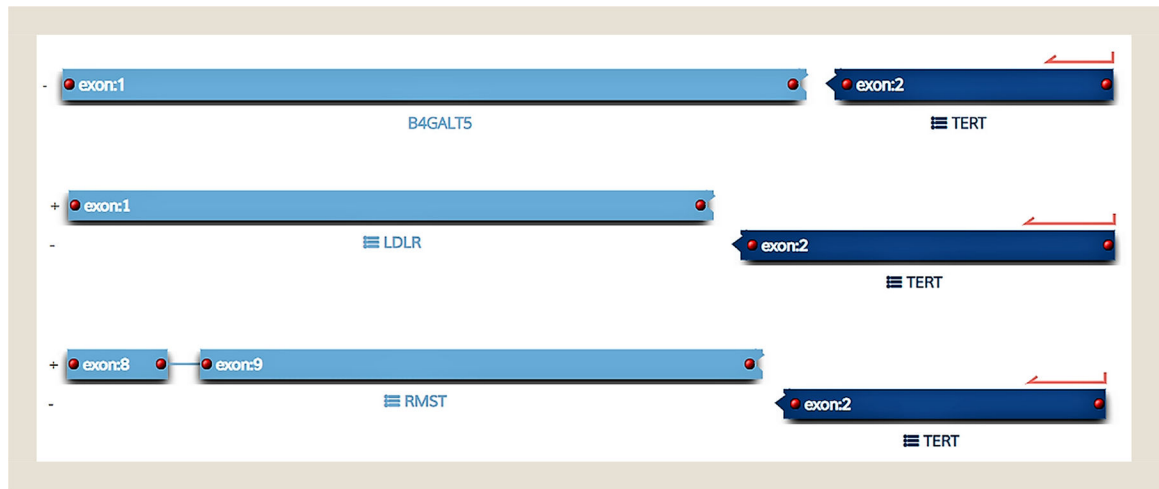 - exon:1 exon:2
B4GALT5 TERT
+ exon:1
- LDLR exon:2
TERT
+ exon:8 exon:9
- RMST exon:2
TERT